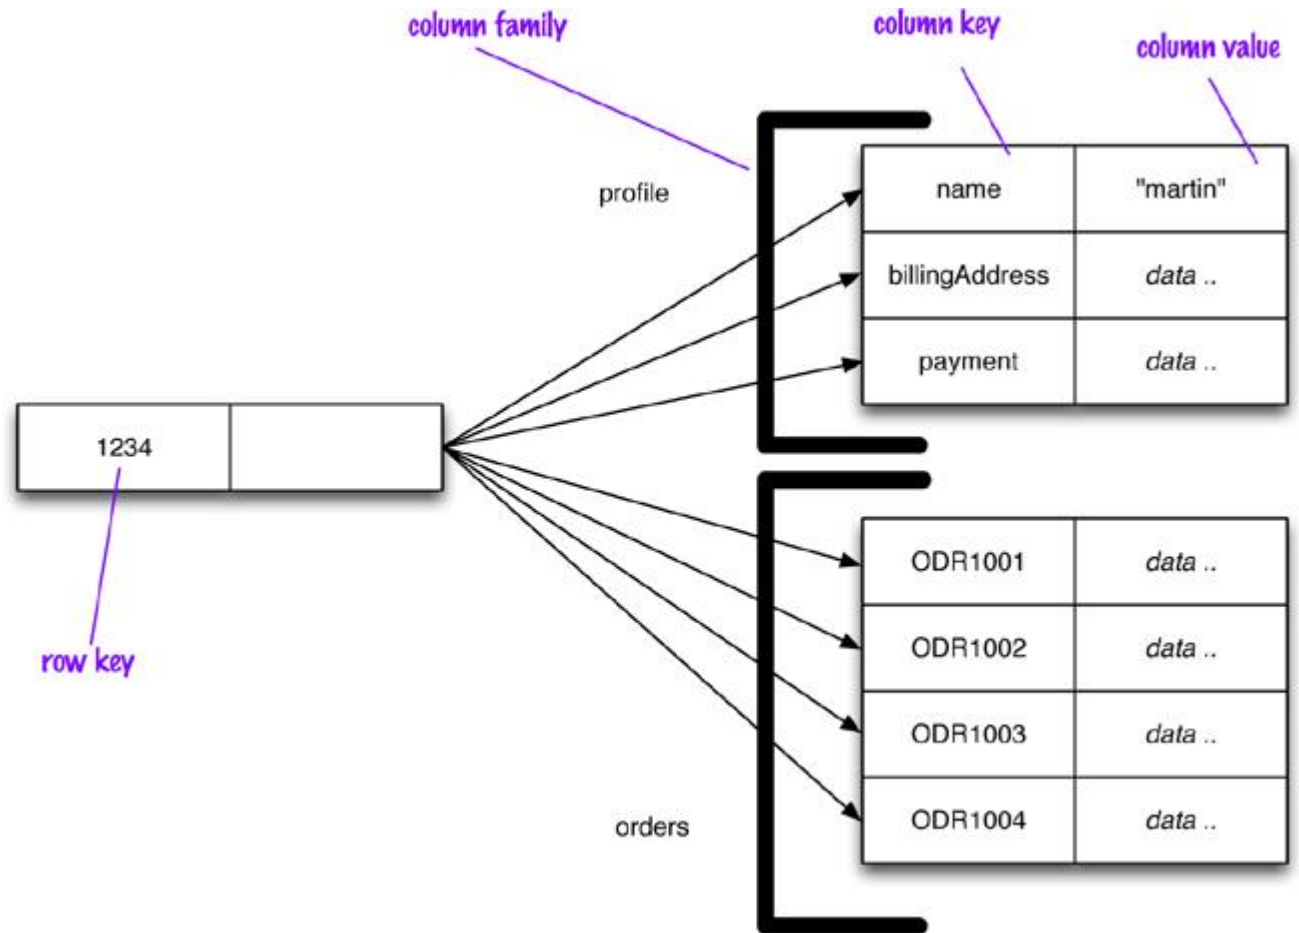 column family
column key
column value
profile
name
"martin"
billingAddress
data ..
payment
data ..
1234
row key
ODR1001
data ..
ODR1002
data ..
ODR1003
data ..
orders
ODR1004
data ..